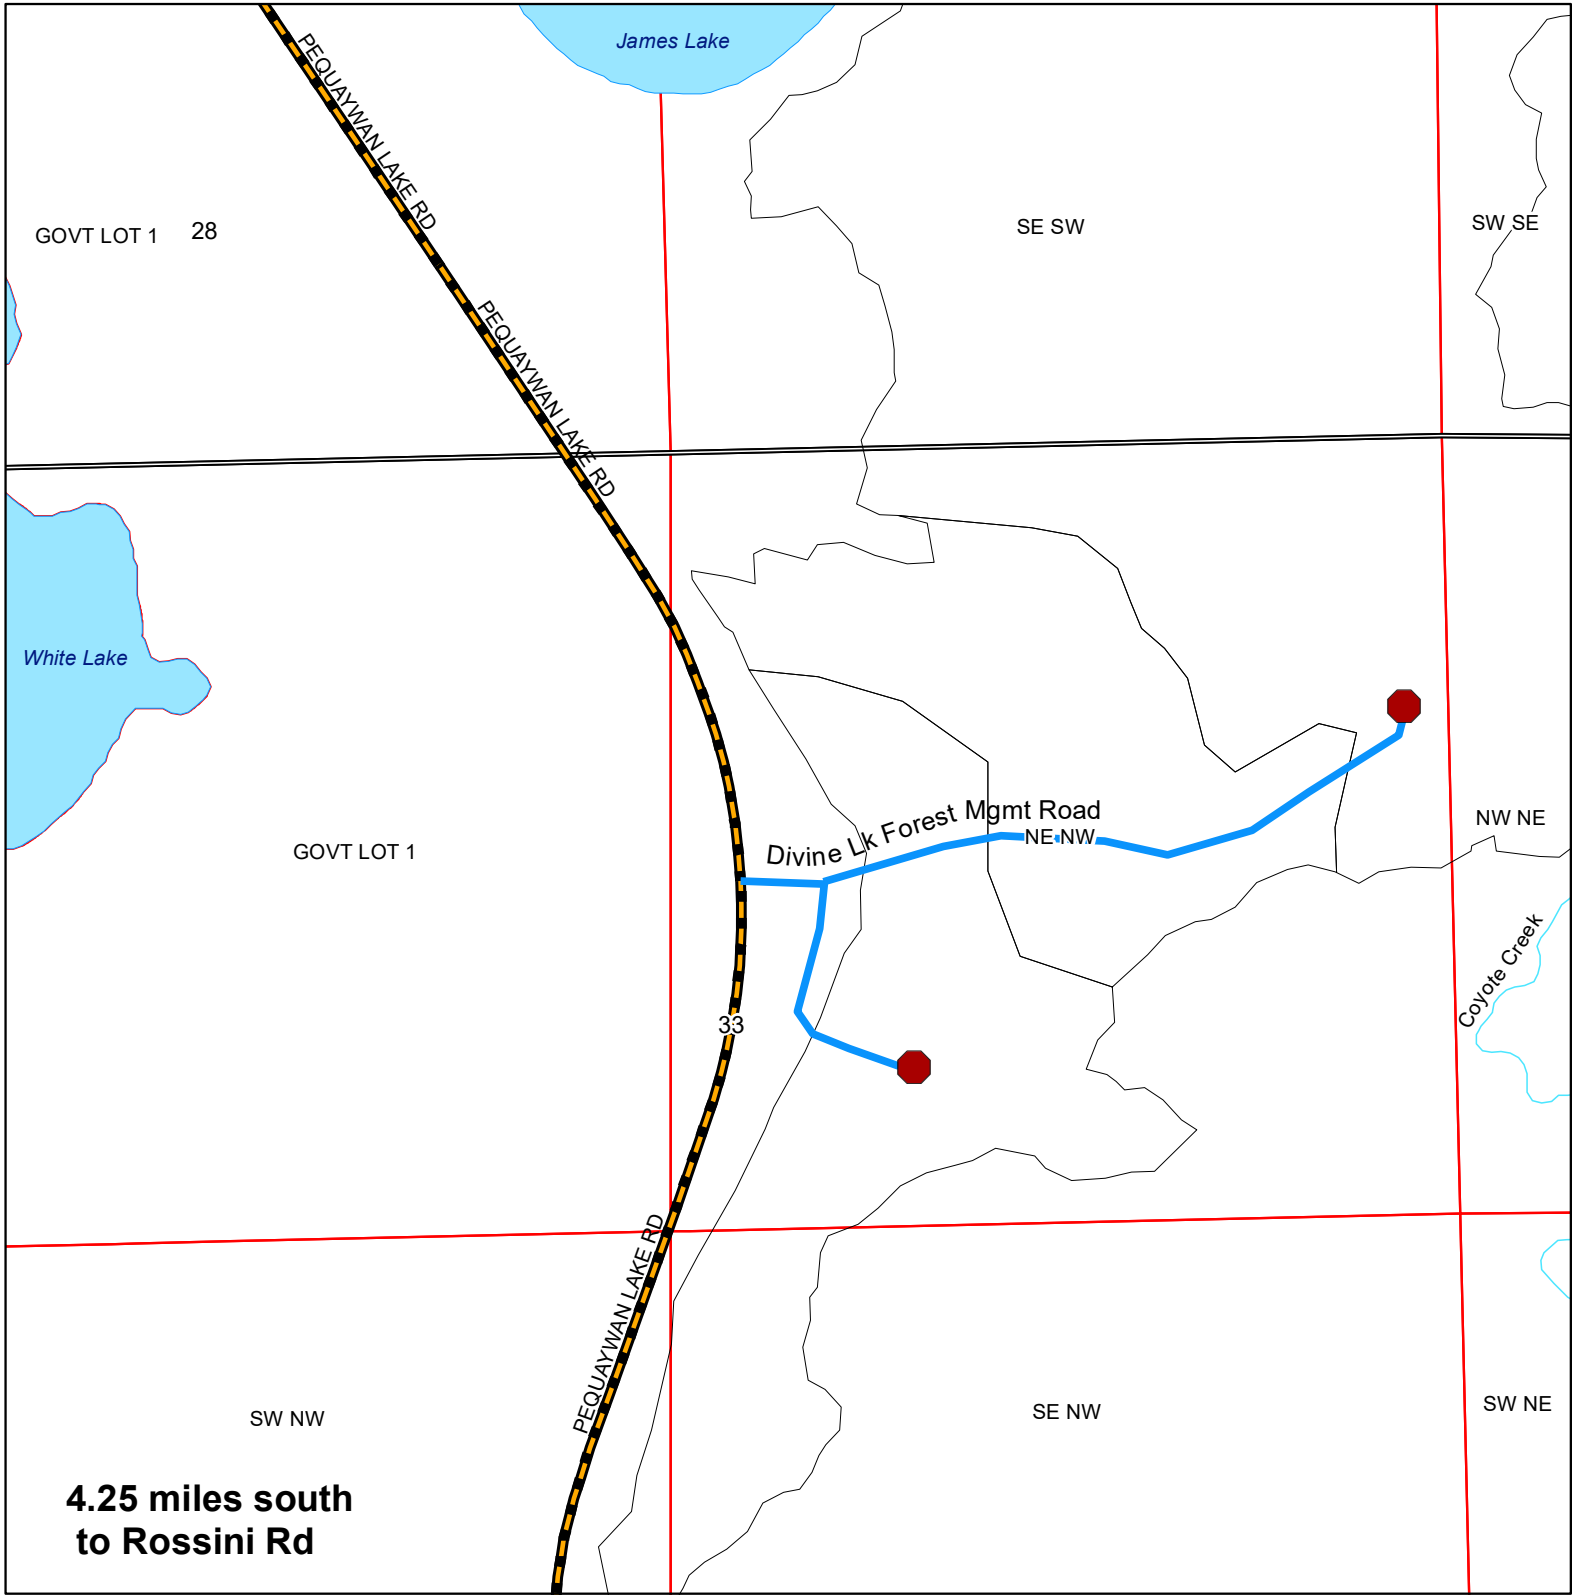 James Lake
PEQUAYWAN LAKE RD
GOVT LOT 1
28
SE SW
SW SE
PEQUAYWAN LAKE RD
White Lake
Divine Lk Forest Mgmt Road
NE NW
NW NE
GOVT LOT 1
Coyote Creek
33
PEQUAYWAN LAKE RD
SW NW
SE NW
SW NE
4.25 miles south
to Rossini Rd